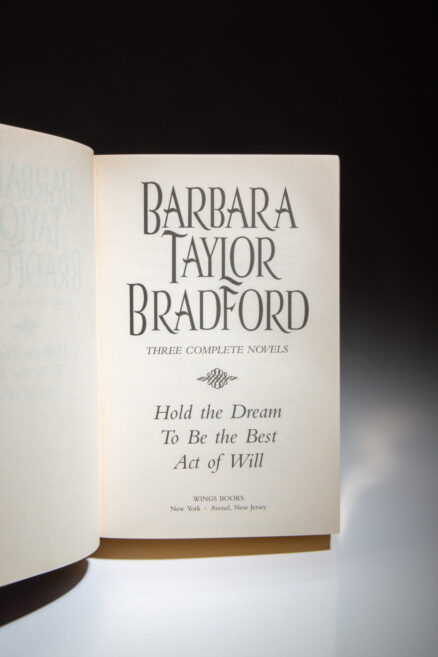 BARBARA
TAYLOR
BRADFORD
THREE COMPLETE NOVELS
Hold the Dream
To Be the Best
Act of Will
WINGS BOOKS
New York • Avenel, New Jersey